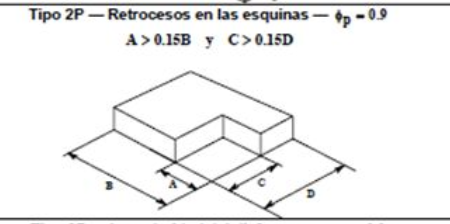 Tipo 2P — Retrocesos en las esquinas — ϕp = 0.9
A > 0.15B y C > 0.15D
B
A
C
D